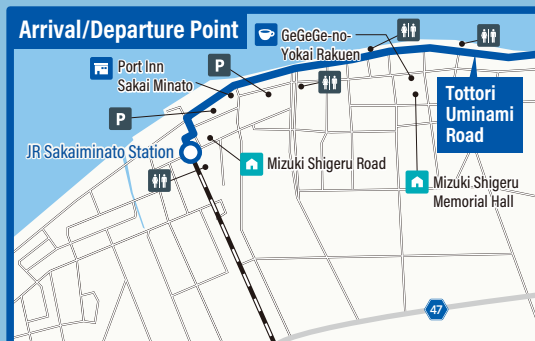 Arrival/Departure Point
GeGeGe-no-
Yokai Rakuen
Port Inn
Sakai Minato
P
P
Tottori
Uminami
Road
JR Sakaiminato Station
Mizuki Shigeru Road
Mizuki Shigeru
Memorial Hall
47